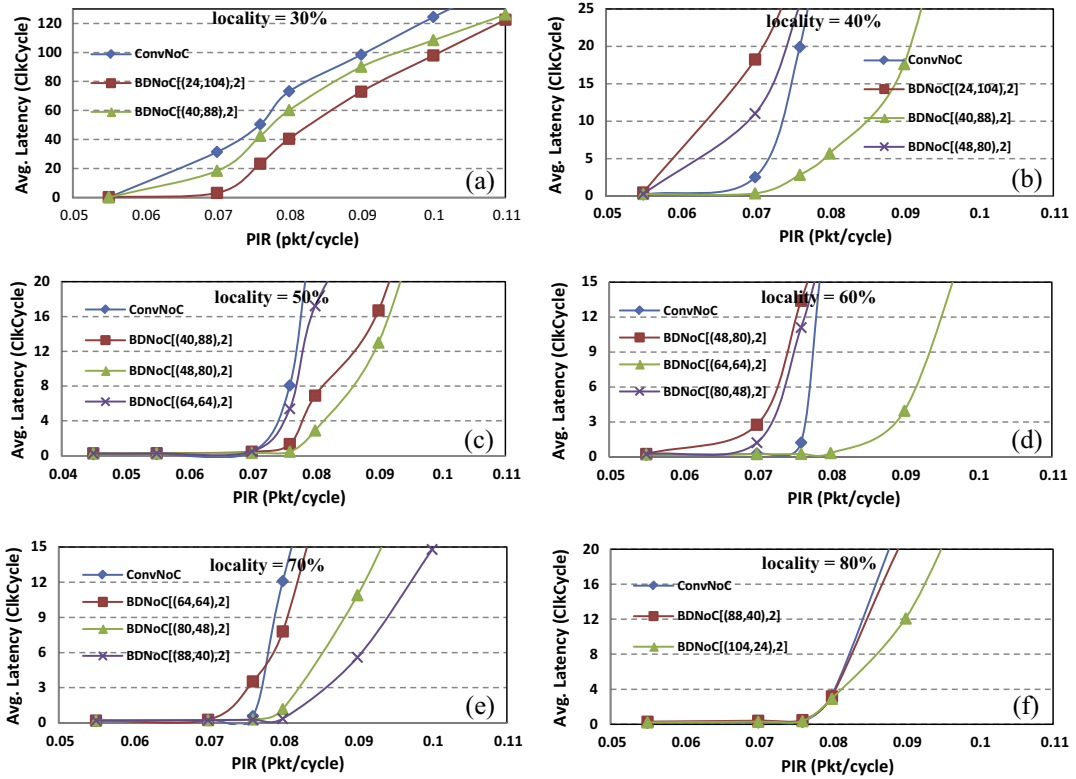 locality = 30%
Avg. Latency (ClkCycle)
120
100
80
60
40
20
0
ConvNoC
BDNoC[(24,104),2]
BDNoC[(40,88),2]
(a)
0.05 0.06 0.07 0.08 0.09 0.1 0.11
PIR (pkt/cycle)
locality = 40%
Avg. Latency (ClkCycle)
25
20
15
10
5
0
ConvNoC
BDNoC[(24,104),2]
BDNoC[(40,88),2]
BDNoC[(48,80),2]
(b)
0.05 0.06 0.07 0.08 0.09 0.1 0.11
PIR (Pkt/cycle)
locality = 50%
Avg. Latency (ClkCycle)
20
16
12
8
4
0
ConvNoC
BDNoC[(40,88),2]
BDNoC[(48,80),2]
BDNoC[(64,64),2]
(c)
0.04 0.05 0.06 0.07 0.08 0.09 0.1 0.11
PIR (Pkt/cycle)
locality = 60%
Avg. Latency (ClkCycle)
15
12
9
6
3
0
ConvNoC
BDNoC[(48,80),2]
BDNoC[(64,64),2]
BDNoC[(80,48),2]
(d)
0.05 0.06 0.07 0.08 0.09 0.1 0.11
PIR (Pkt/cycle)
locality = 70%
Avg. Latency (ClkCycle)
15
12
9
6
3
0
ConvNoC
BDNoC[(64,64),2]
BDNoC[(80,48),2]
BDNoC[(88,40),2]
(e)
0.05 0.06 0.07 0.08 0.09 0.1 0.11
PIR (Pkt/cycle)
locality = 80%
Avg. Latency (ClkCycle)
20
16
12
8
4
0
ConvNoC
BDNoC[(88,40),2]
BDNoC[(104,24),2]
(f)
0.05 0.06 0.07 0.08 0.09 0.1 0.11
PIR (Pkt/cycle)